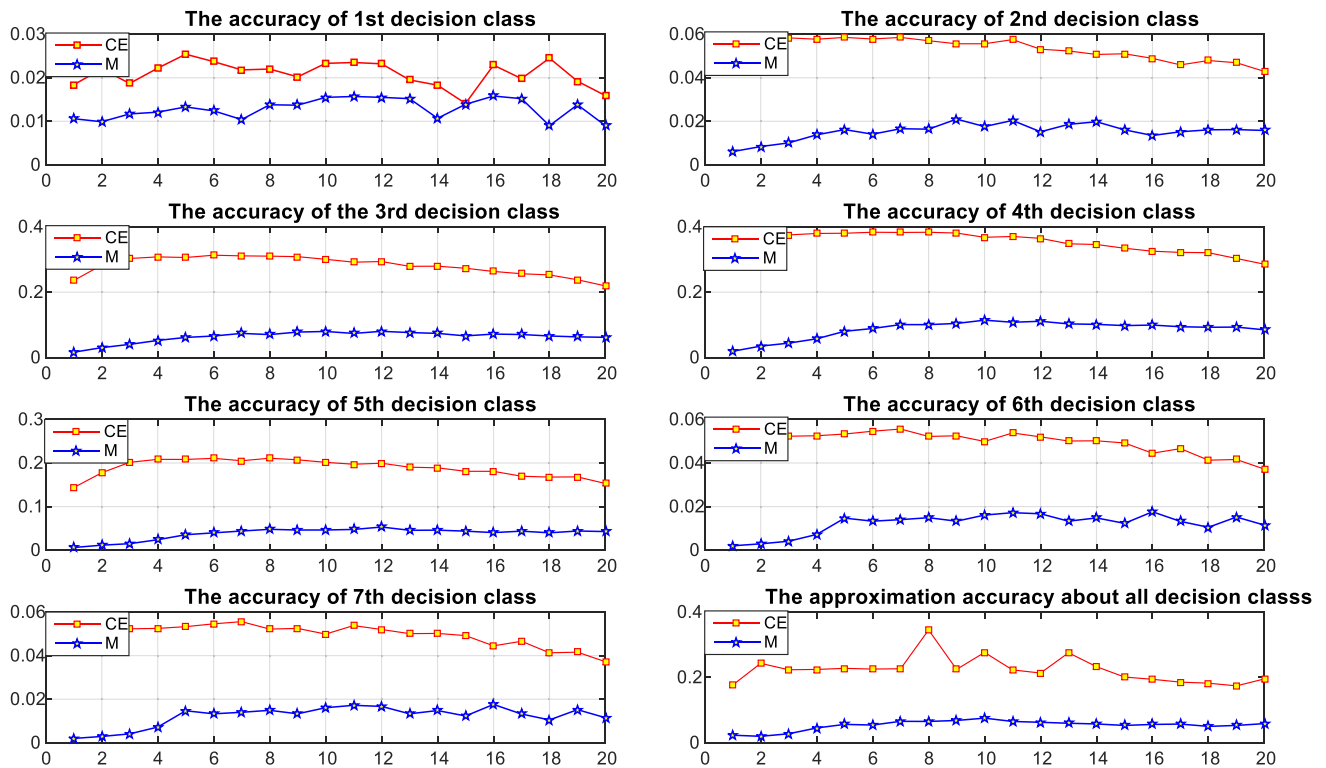 The accuracy of 1st decision class
0.03
0.02
0.01
0
CE
M
0 2 4 6 8 10 12 14 16 18 20
The accuracy of 2nd decision class
0.06
0.04
0.02
0
CE
M
0 2 4 6 8 10 12 14 16 18 20
The accuracy of the 3rd decision class
0.4
0.2
0
CE
M
0 2 4 6 8 10 12 14 16 18 20
The accuracy of 4th decision class
0.4
0.2
0
CE
M
0 2 4 6 8 10 12 14 16 18 20
The accuracy of 5th decision class
0.3
0.2
0.1
0
CE
M
0 2 4 6 8 10 12 14 16 18 20
The accuracy of 6th decision class
0.06
0.04
0.02
0
CE
M
0 2 4 6 8 10 12 14 16 18 20
The accuracy of 7th decision class
0.06
0.04
0.02
0
CE
M
0 2 4 6 8 10 12 14 16 18 20
The approximation accuracy about all decision classs
0.4
0.2
0
CE
M
0 2 4 6 8 10 12 14 16 18 20